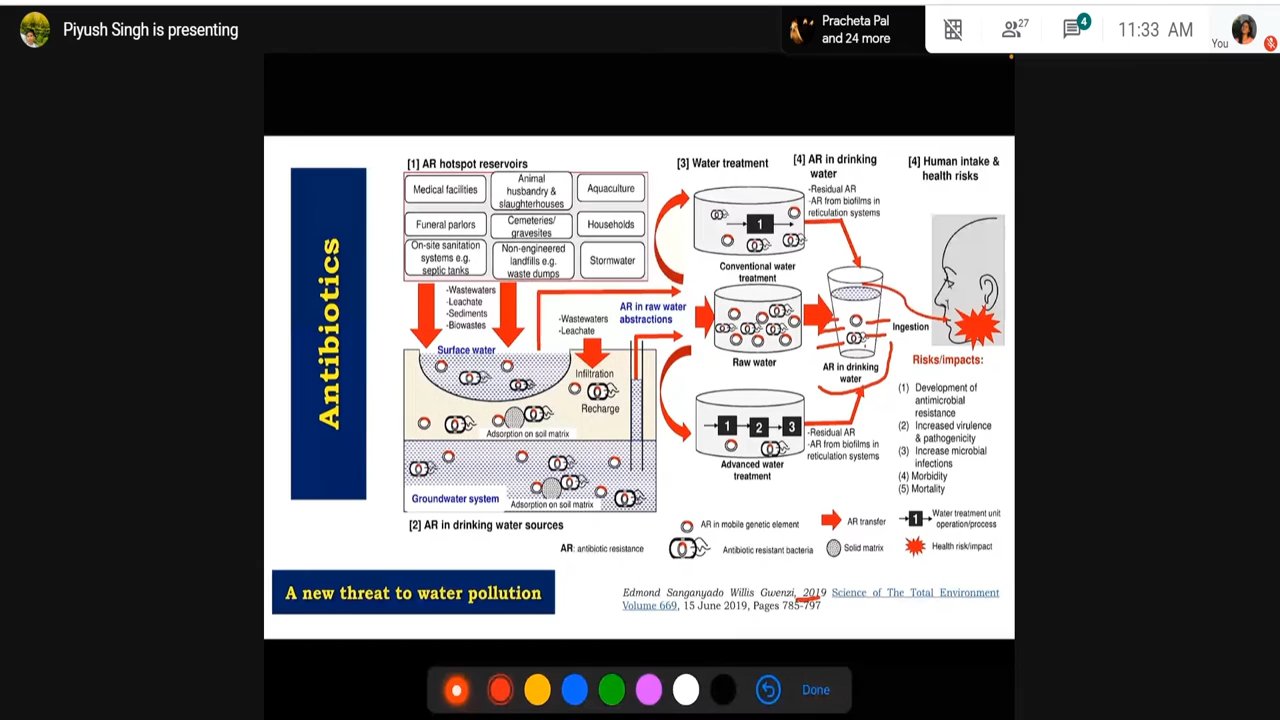 Piyush Singh is presenting
Pracheta Pal
and 24 more
27
4
11:33 AM
You
Antibiotics
[1] AR hotspot reservoirs
Medical facilities
Animal
husbandry &
slaughterhouses
Aquaculture
Funeral parlors
Cemeteries/
gravesites
Households
On-site sanitation
systems e.g.
septic tanks
Non-engineered
landfills e.g.
waste dumps
Stormwater
-Wastewaters
-Leachate
-Sediments
-Biowastes
-Wastewaters
-Leachate
AR in raw water
abstractions
Surface water
Infiltration
Recharge
Adsorption on soil matrix
Groundwater system
Adsorption on soil matrix
[2] AR in drinking water sources
AR: antibiotic resistance
[3] Water treatment
1
Conventional water
treatment
Raw water
1 2 3
Advanced water
treatment
[4] AR in drinking
water
-Residual AR
-AR from biofilms in
reticulation systems
Ingestion
AR in drinking
water
-Residual AR
-AR from biofilms in
reticulation systems
[4] Human intake &
health risks
Risks/impacts:
(1) Development of
antimicrobial
resistance
(2) Increased virulence
& pathogenicity
(3) Increase microbial
infections
(4) Morbidity
(5) Mortality
AR in mobile genetic element
AR transfer
1
Water treatment unit
operation/process
Antibiotic resistant bacteria
Solid matrix
Health risk/impact
A new threat to water pollution
Edmond Sanganyado Willis Gwenzi, 2019 Science of The Total Environment
Volume 669, 15 June 2019, Pages 785-797
Done